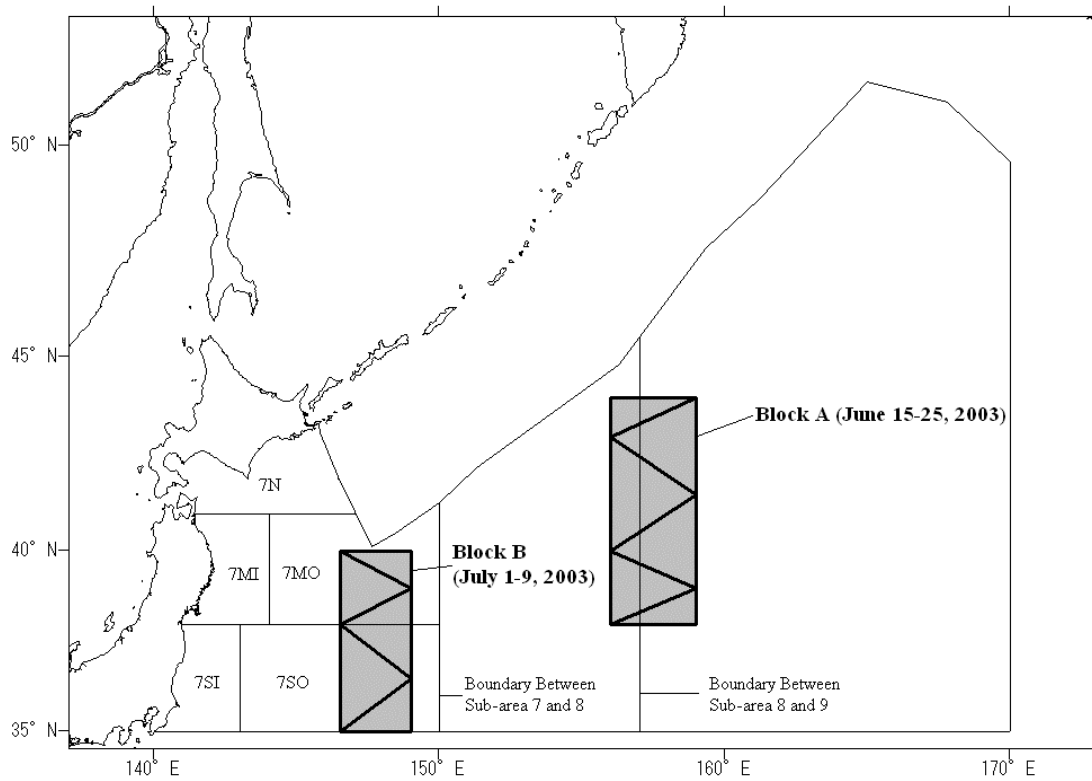 50° N
45° N
Block A (June 15-25, 2003)
7N
40° N
Block B
(July 1-9, 2003)
7MI
7MO
7SI
7SO
Boundary Between
Sub-area 7 and 8
Boundary Between
Sub-area 8 and 9
35° N
140° E
150° E
160° E
170° E